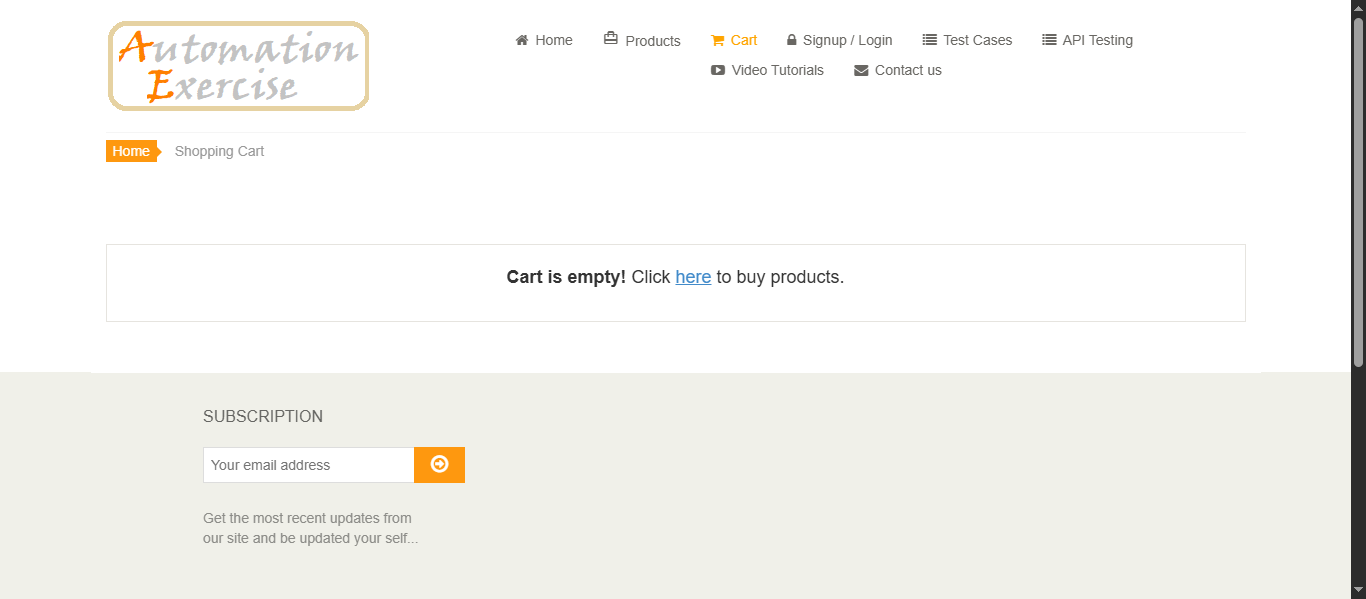 Automation
Exercise
Home Products Cart Signup / Login Test Cases API Testing
Video Tutorials Contact us
Home Shopping Cart
Cart is empty! Click here to buy products.
SUBSCRIPTION
Your email address
Get the most recent updates from
our site and be updated your self...